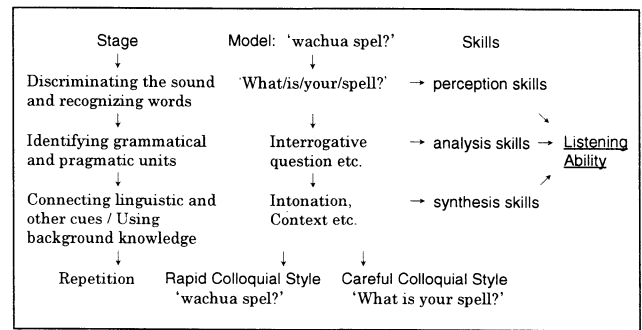 Stage Model: 'wachua spel?' Skills
↓ ↓
Discriminating the sound 'What/is/your/spell?' → perception skills
and recognizing words
↓ ↓ ↘
Identifying grammatical Interrogative → analysis skills → Listening
and pragmatic units question etc. Ability
↓ ↓ ↗
Connecting linguistic and Intonation, → synthesis skills
other cues / Using Context etc.
background knowledge
↓ ↓ ↓
Repetition Rapid Colloquial Style Careful Colloquial Style
'wachua spel?' 'What is your spell?'